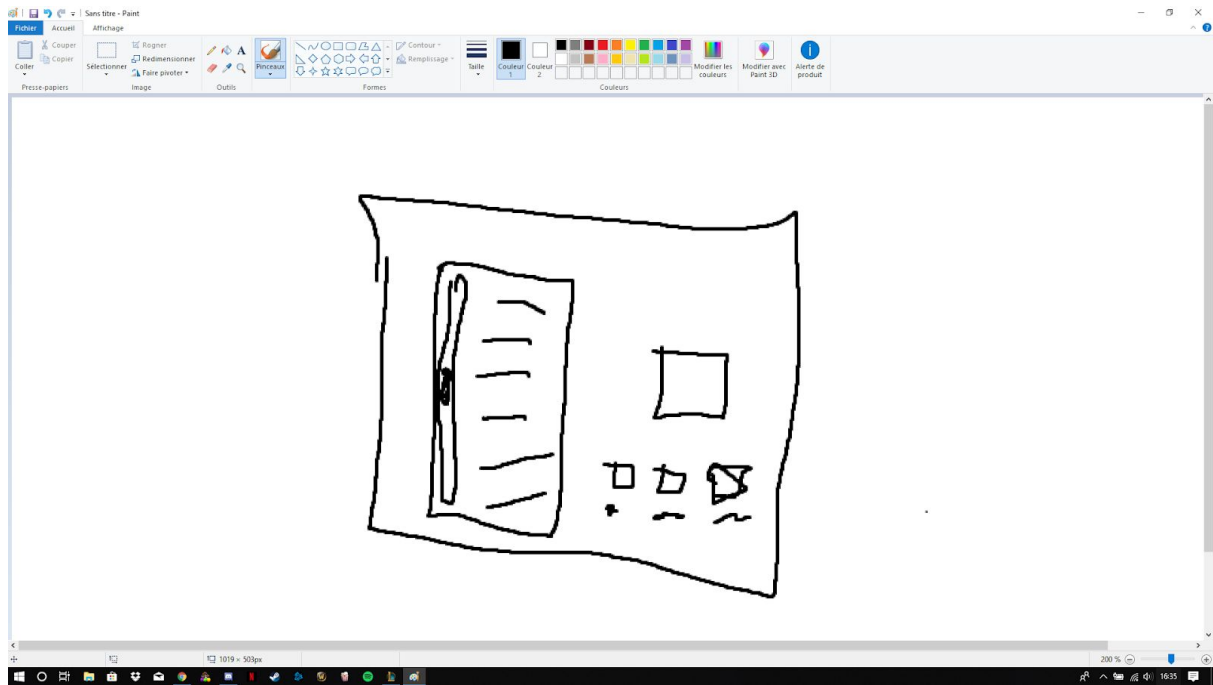 Sans titre - Paint
Fichier Accueil Affichage
Coller
Couper
Copier
Presse-papiers
Sélectionner
Rogner
Redimensionner
Faire pivoter
Image
A
Outils
Pinceaux
Contour
Remplissage
Formes
Taille
Couleur 1
Couleur 2
Modifier les couleurs
Couleurs
Modifier avec Paint 3D
Alerte de produit
1019 × 503px
200 %
16:35